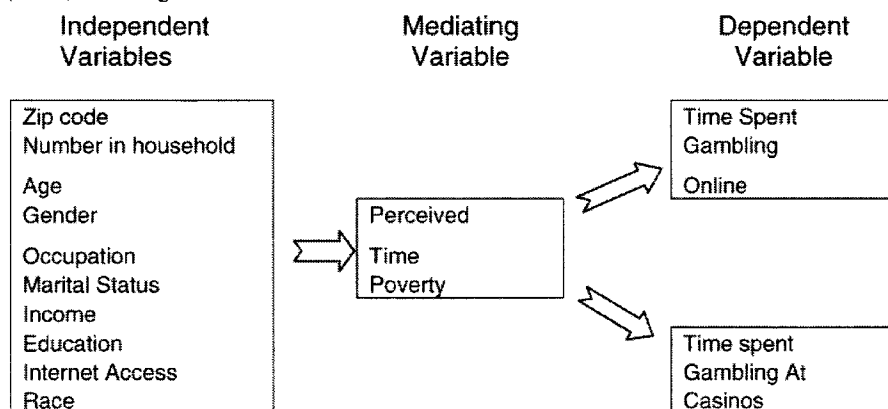 Independent
Variables
Mediating
Variable
Dependent
Variable
Zip code
Number in household
Age
Gender
Occupation
Marital Status
Income
Education
Internet Access
Race
Perceived
Time
Poverty
Time Spent
Gambling
Online
Time spent
Gambling At
Casinos